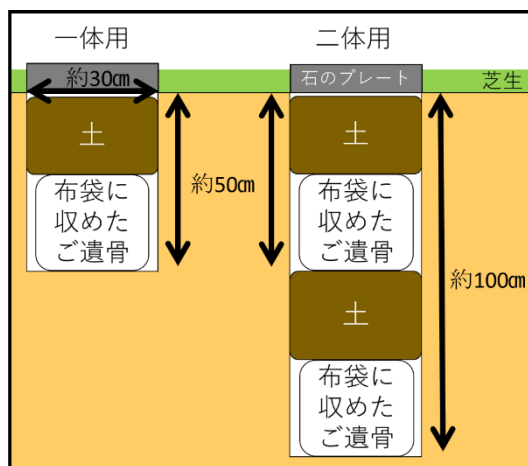 一体用
二体用
約30㎝
石のプレート
芝生
土
土
布袋に
収めた
ご遺骨
約50㎝
布袋に
収めた
ご遺骨
約100㎝
土
布袋に
収めた
ご遺骨